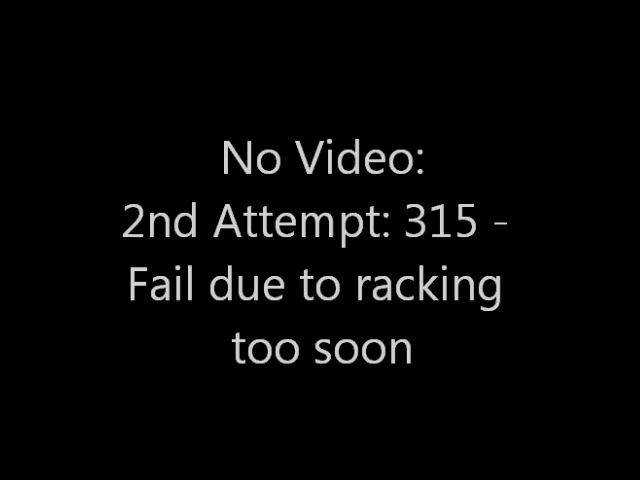 No Video:
2nd Attempt: 315 -
Fail due to racking
too soon